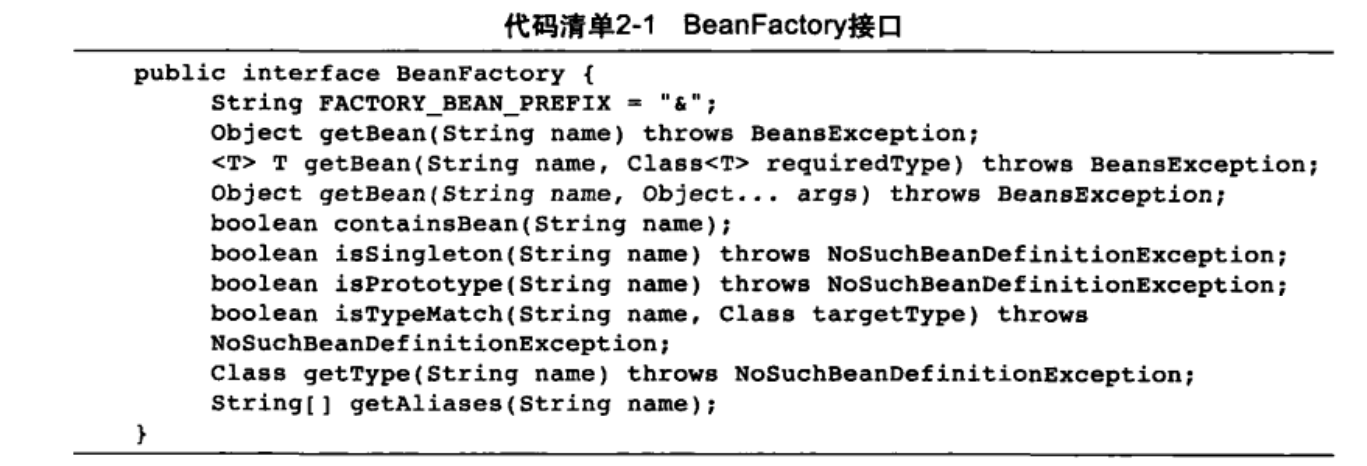 代码清单2-1 BeanFactory接口
public interface BeanFactory {
String FACTORY_BEAN_PREFIX = "&";
Object getBean(String name) throws BeansException;
<T> T getBean(String name, Class<T> requiredType) throws BeansException;
Object getBean(String name, Object... args) throws BeansException;
boolean containsBean(String name);
boolean isSingleton(String name) throws NoSuchBeanDefinitionException;
boolean isPrototype(String name) throws NoSuchBeanDefinitionException;
boolean isTypeMatch(String name, Class targetType) throws
NoSuchBeanDefinitionException;
Class getType(String name) throws NoSuchBeanDefinitionException;
String[] getAliases(String name);
}